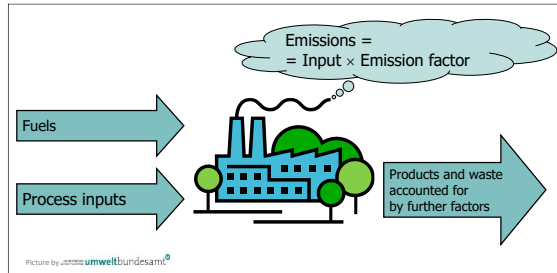 Emissions =
= Input × Emission factor
Fuels
Process inputs
Products and waste
accounted for
by further factors
Picture by umweltbundesamt